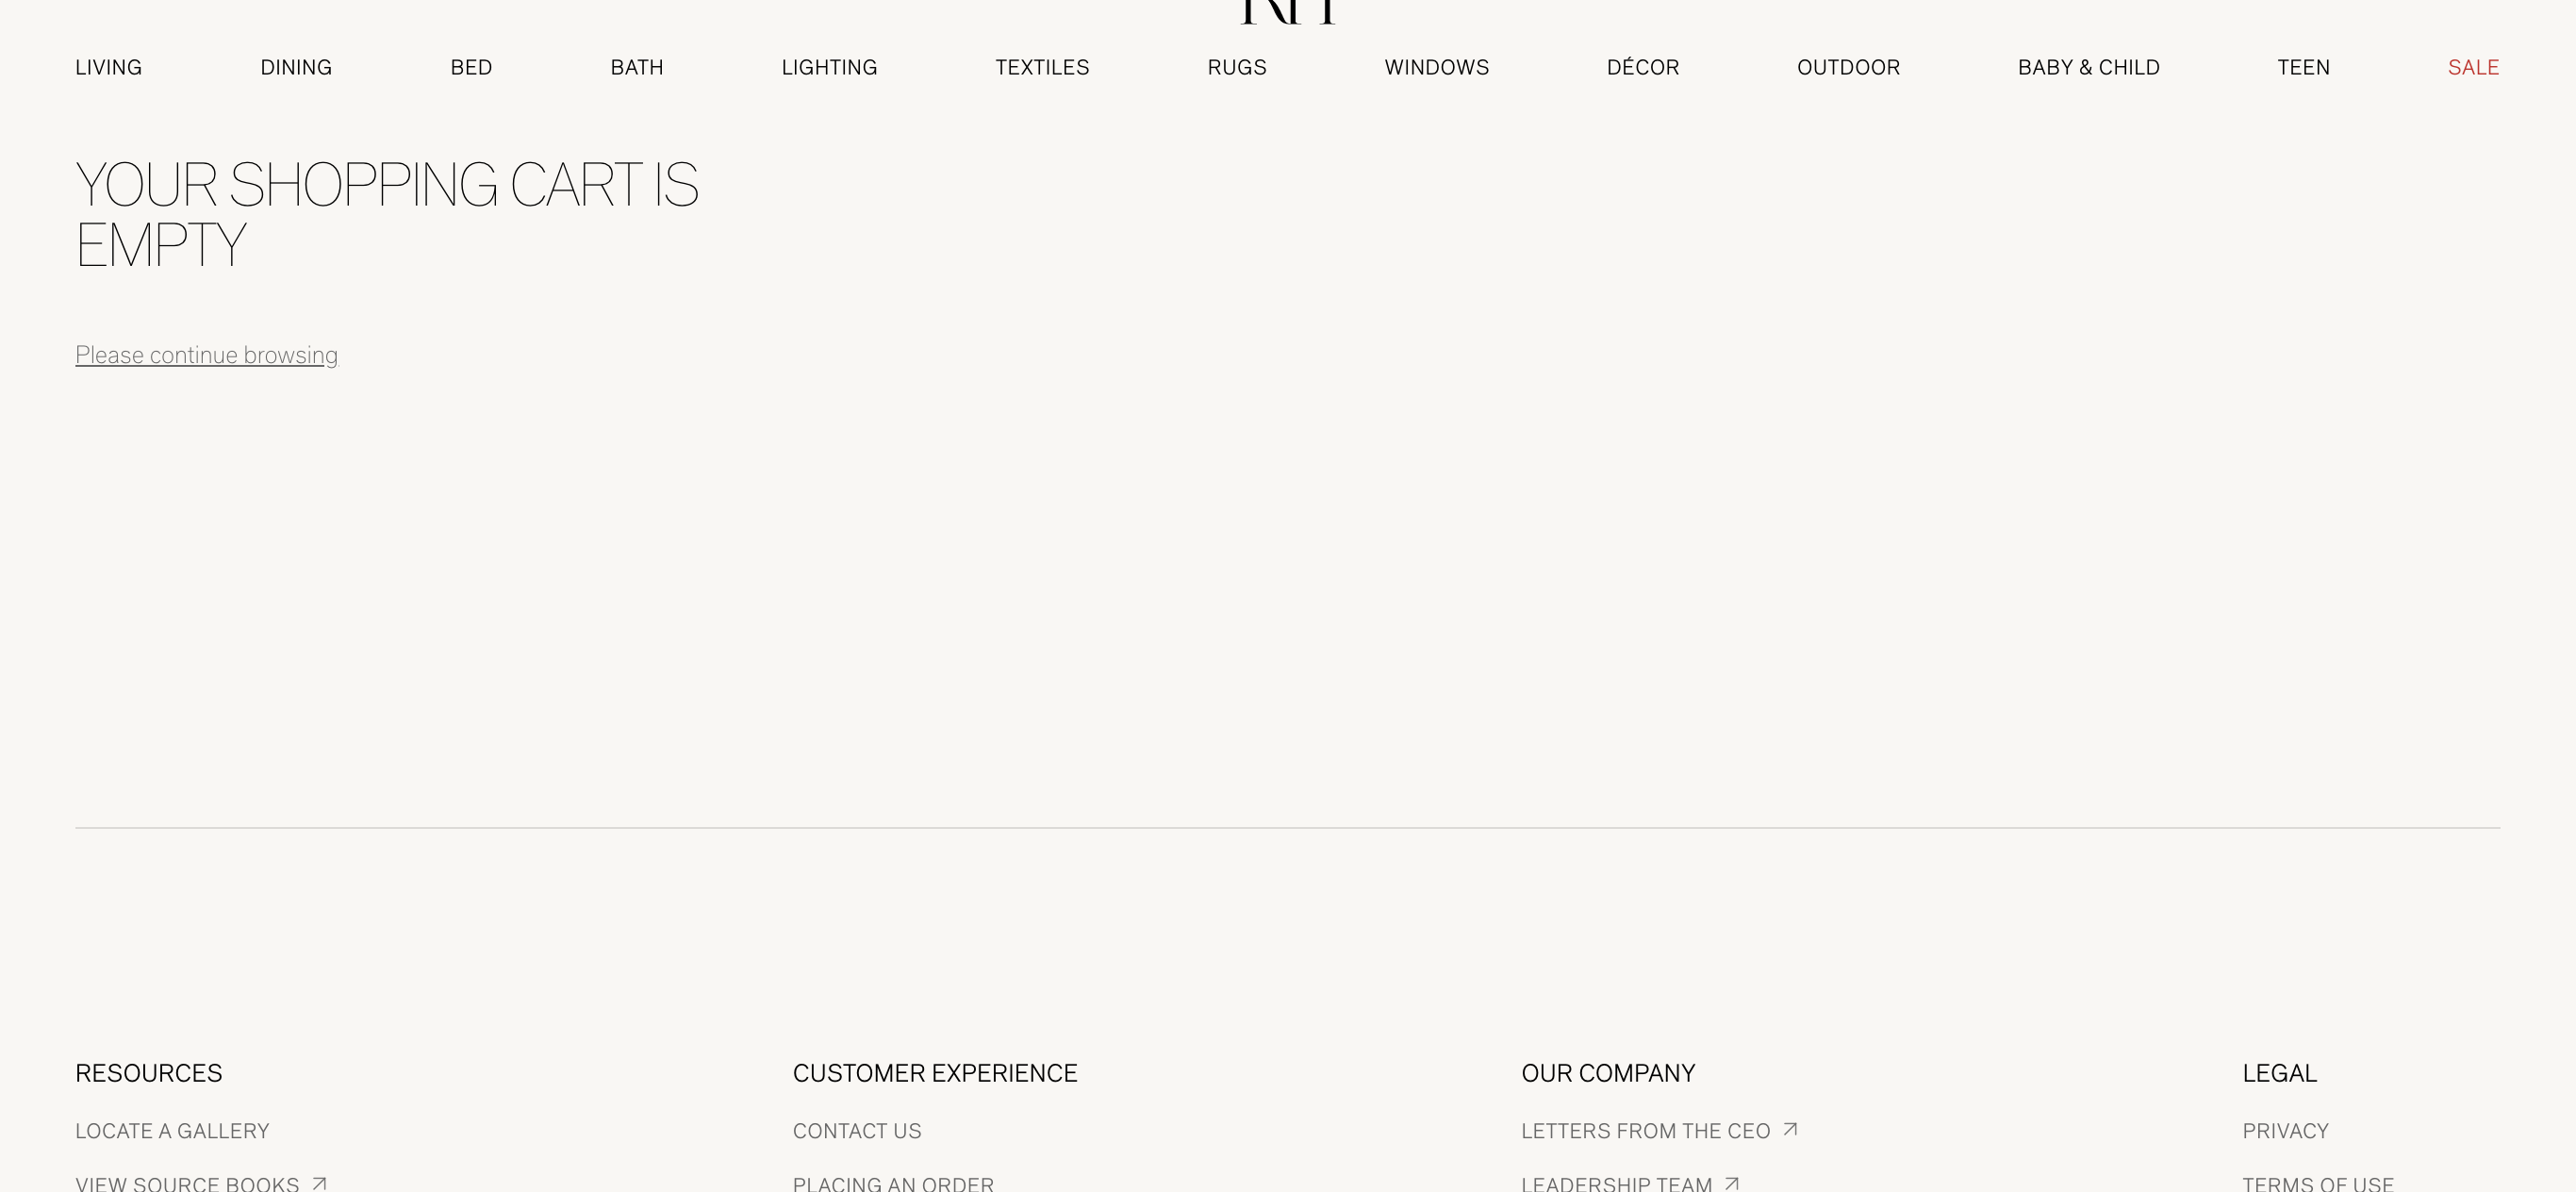 RH
LIVING DINING BED BATH LIGHTING TEXTILES RUGS WINDOWS DÉCOR OUTDOOR BABY & CHILD TEEN SALE
YOUR SHOPPING CART IS
EMPTY
Please continue browsing
RESOURCES
LOCATE A GALLERY
VIEW SOURCE BOOKS
CUSTOMER EXPERIENCE
CONTACT US
PLACING AN ORDER
OUR COMPANY
LETTERS FROM THE CEO
LEADERSHIP TEAM
LEGAL
PRIVACY
TERMS OF USE